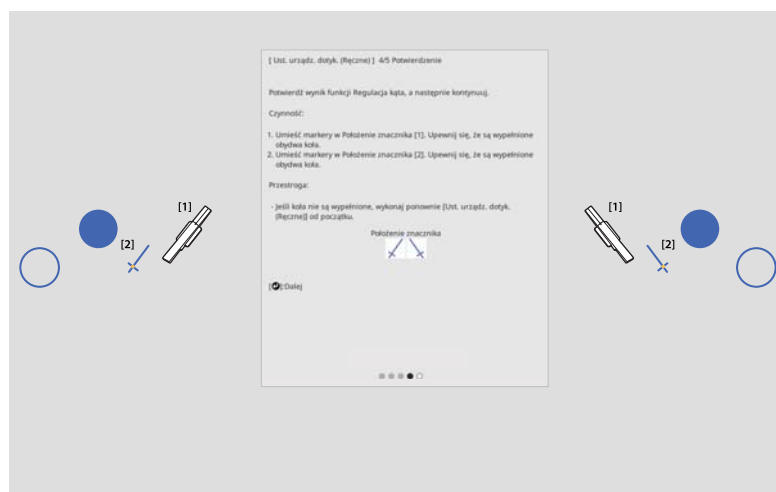 [ Ust. urządz. dotyk. (Ręczne) ] 4/5 Potwierdzenie
Potwierdź wynik funkcji Regulacja kąta, a następnie kontynuuj.
Czynność:
1. Umieść markery w Położenie znacznika [1]. Upewnij się, że są wypełnione
obydwa koła.
2. Umieść markery w Położenie znacznika [2]. Upewnij się, że są wypełnione
obydwa koła.
Przestroga:
- Jeśli koła nie są wypełnione, wykonaj ponownie [Ust. urządz. dotyk.
(Ręczne)] od początku.
Położenie znacznika
[ ]:Dalej
[1]
[2]
[1]
[2]